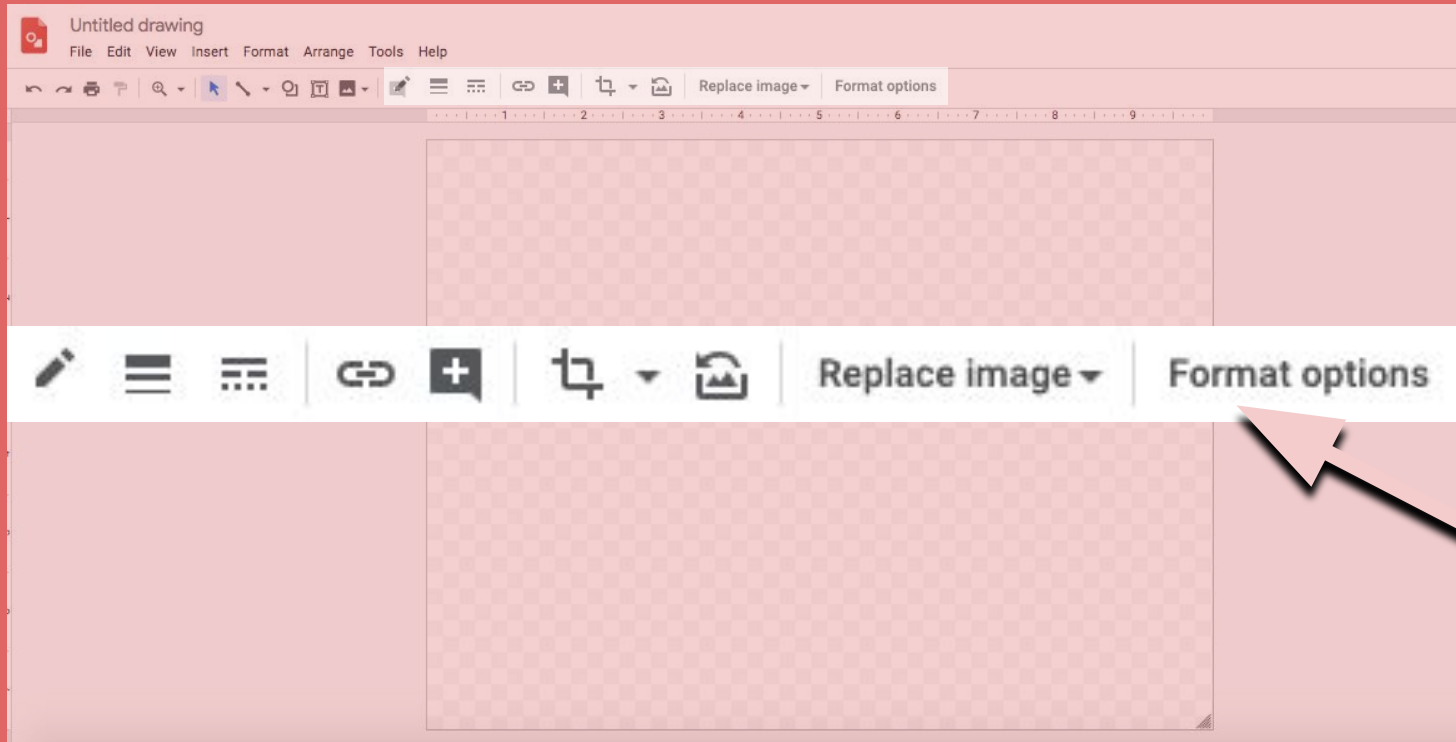 Untitled drawing
File Edit View Insert Format Arrange Tools Help
Replace image Format options
1 2 3 4 5 6 7 8 9
Replace image Format options